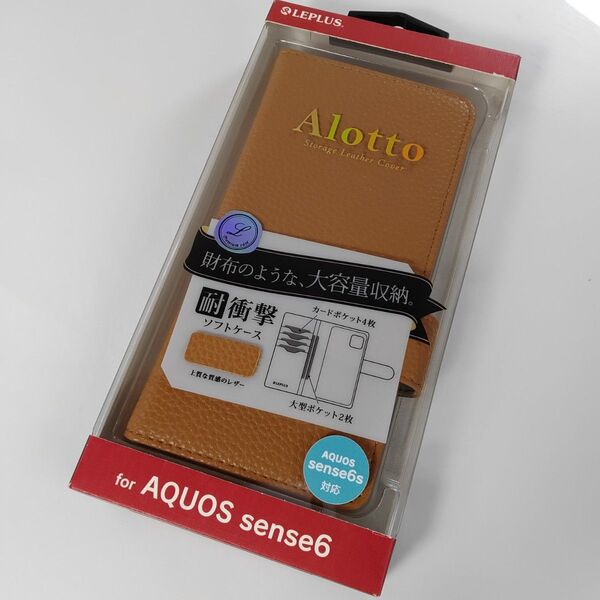 LEPLUS
Alotto
Storage Leather Cover
L
PREMIUM ITEM
財布のような、大容量収納。
耐衝撃
ソフトケース
上質な質感のレザー
カードポケット4枚
LEPLUS
大型ポケット2枚
AQUOS
sense6s
対応
for AQUOS sense6